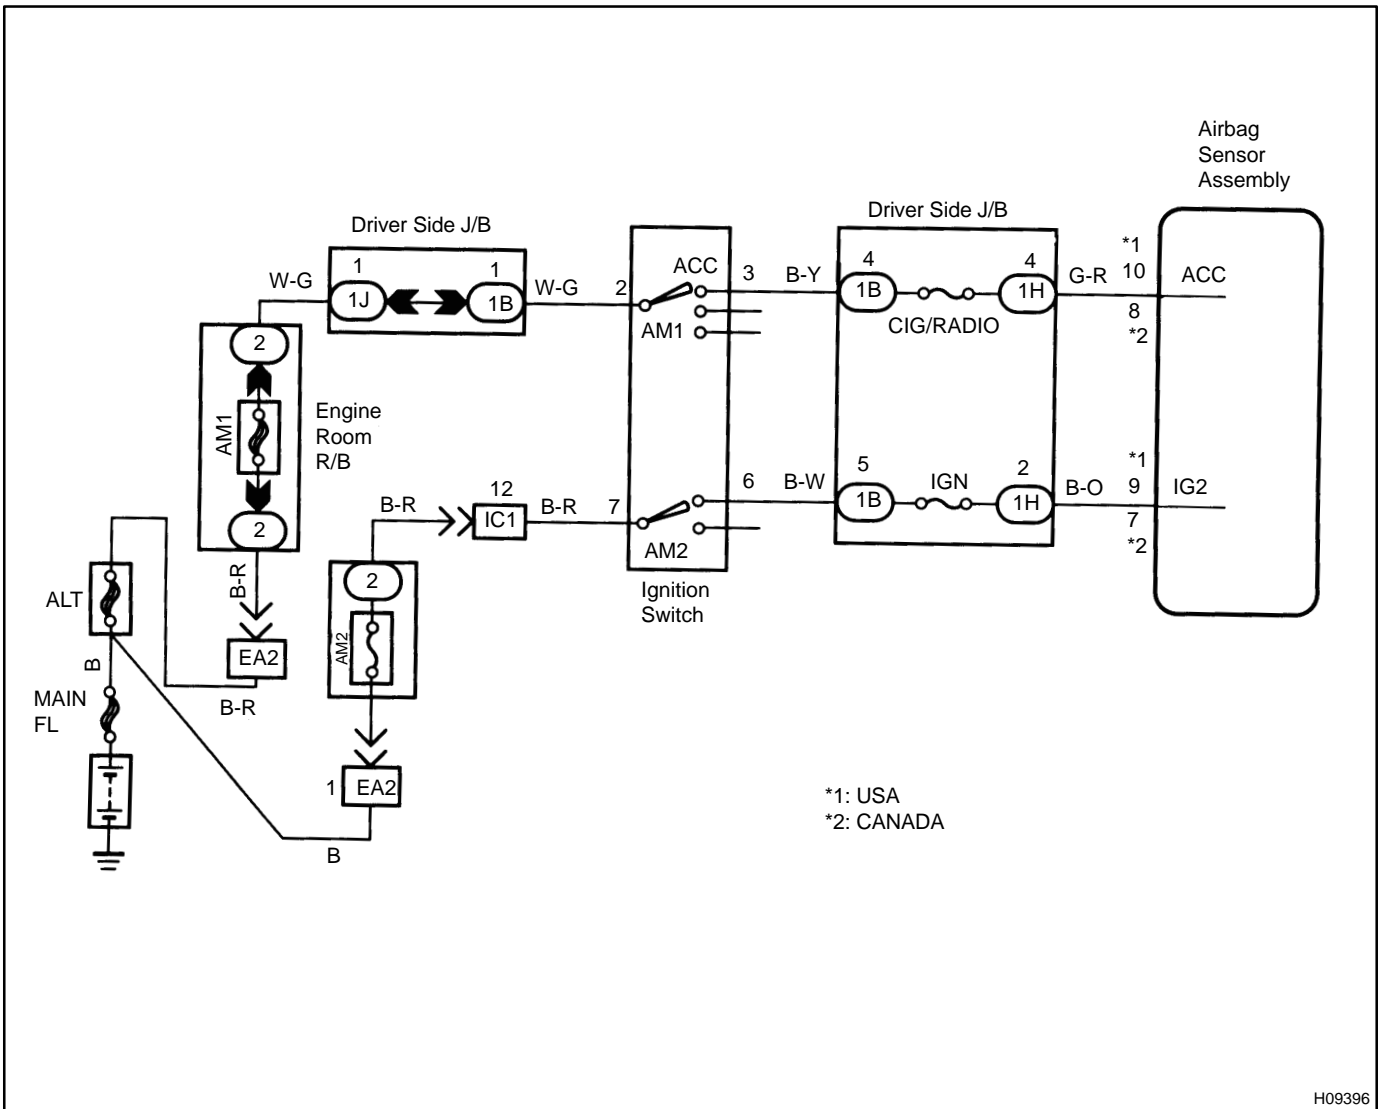 Airbag
Sensor
Assembly
Driver Side J/B
Driver Side J/B
W-G
1
1J
1
1B
W-G
2
ACC
AM1
3
B-Y
4
1B
CIG/RADIO
4
1H
G-R
*1
10
8
*2
ACC
2
AM1
2
Engine
Room
R/B
B-R
EA2
B-R
ALT
B
MAIN
FL
B-R
12
IC1
B-R
7
AM2
6
B-W
5
1B
IGN
2
1H
B-O
*1
9
7
*2
IG2
Ignition
Switch
2
AM2
1
EA2
B
*1: USA
*2: CANADA
H09396